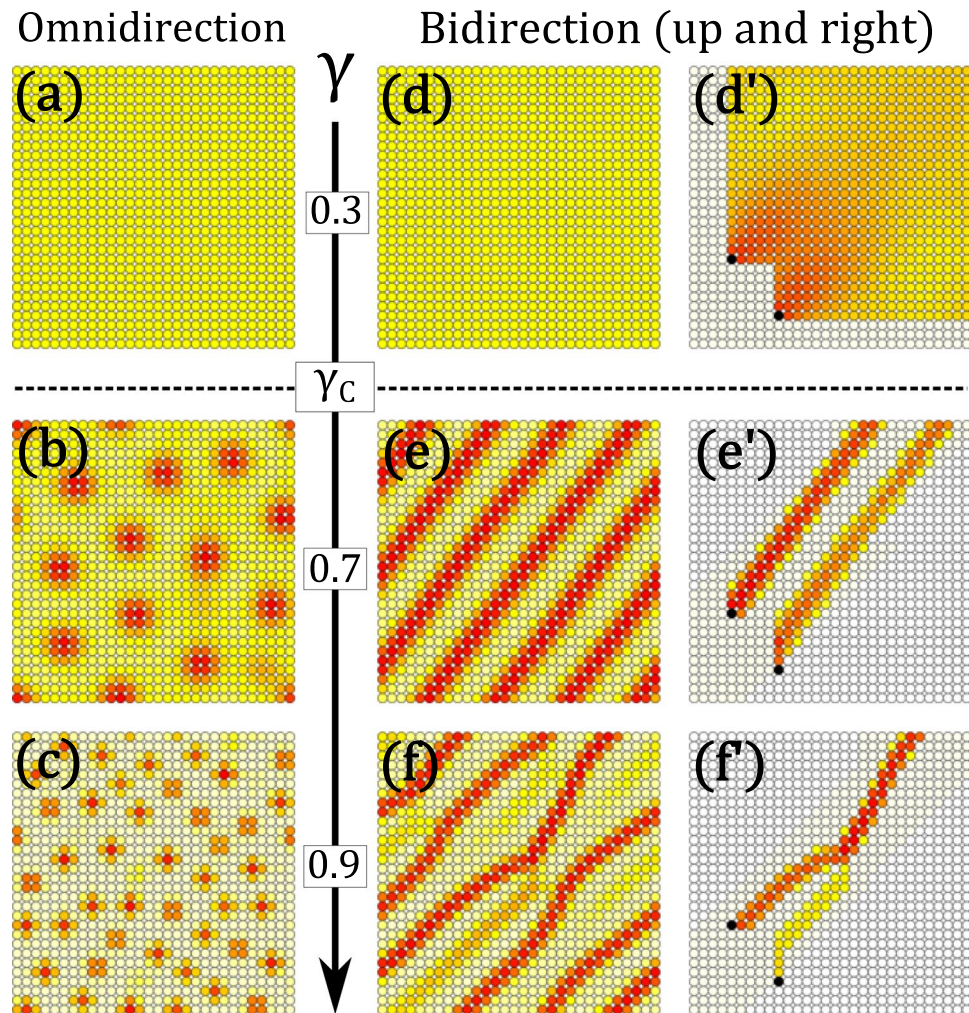 Omnidirection
Bidirection (up and right)
γ
(a)
(d)
(d')
0.3
γC
(b)
(e)
(e')
0.7
(c)
(f)
(f')
0.9